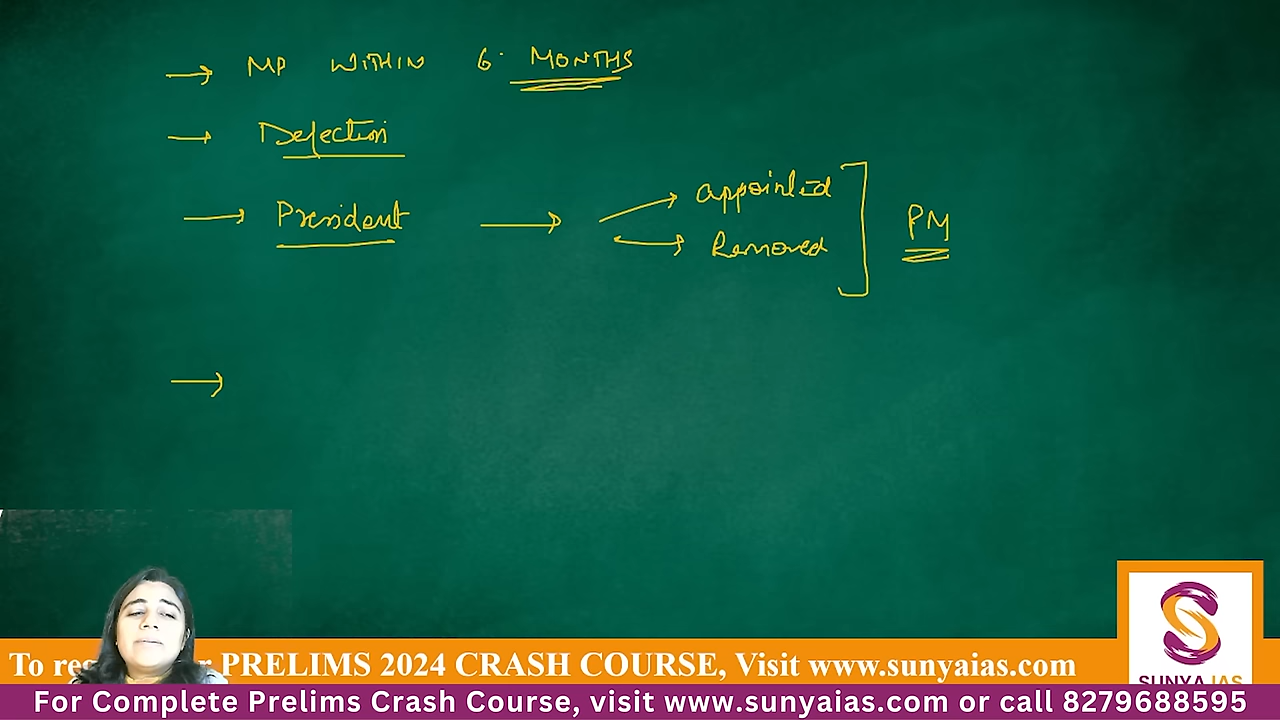 → MP WITHIN 6 MONTHS
→ Defection
→ President → → appointed
→ Removed
PM
→
To re r PRELIMS 2024 CRASH COURSE, Visit www.sunyaias.com
SUNYA IAS
For Complete Prelims Crash Course, visit www.sunyaias.com or call 8279688595